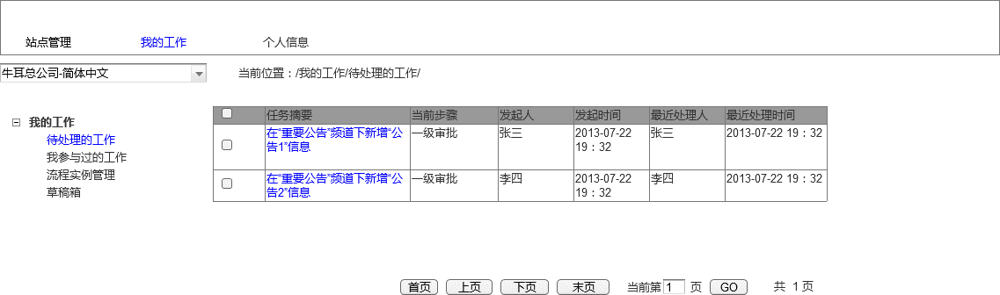 站点管理 我的工作 个人信息
牛耳总公司-简体中文 当前位置：/我的工作/待处理的工作/
我的工作
待处理的工作
我参与过的工作
流程实例管理
草稿箱
任务摘要 当前步骤 发起人 发起时间 最近处理人 最近处理时间
在“重要公告”频道下新增“公 一级审批 张三 2013-07-22 张三 2013-07-22 19：32
告1”信息 19：32
在“重要公告”频道下新增“公 一级审批 李四 2013-07-22 李四 2013-07-22 19：32
告2”信息 19：32
首页 上页 下页 末页 当前第 1 页 GO 共 1 页